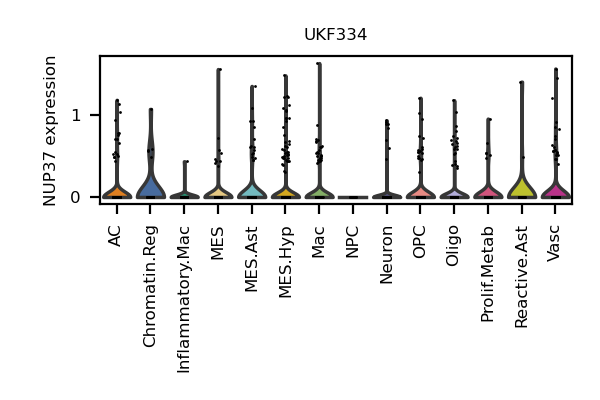 UKF334
NUP37 expression
1
0
AC
Chromatin.Reg
Inflammatory.Mac
MES
MES.Ast
MES.Hyp
Mac
NPC
Neuron
OPC
Oligo
Prolif.Metab
Reactive.Ast
Vasc